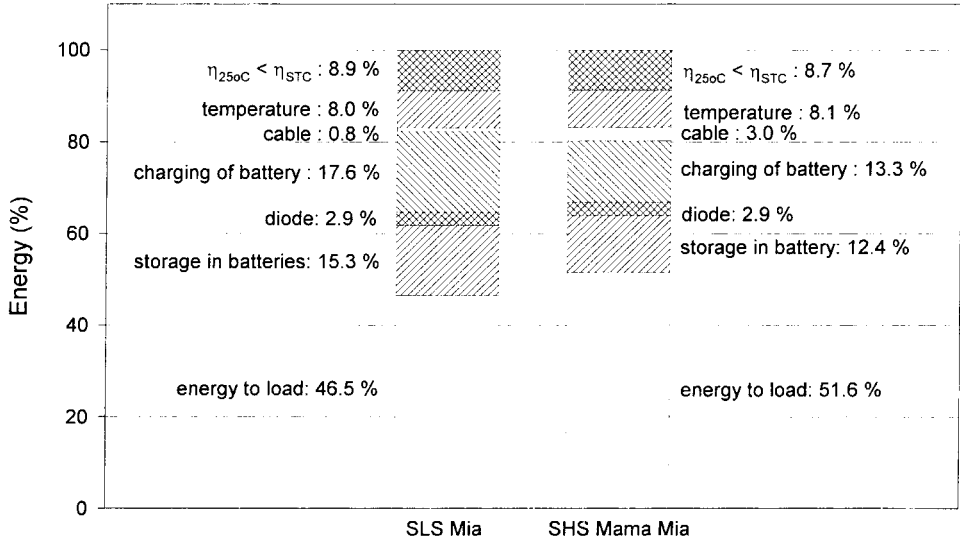 100
80
60
40
20
0
Energy (%)
η25oC < ηSTC : 8.9 %
temperature : 8.0 %
cable : 0.8 %
charging of battery : 17.6 %
diode: 2.9 %
storage in batteries: 15.3 %
energy to load: 46.5 %
η25oC < ηSTC : 8.7 %
temperature : 8.1 %
cable : 3.0 %
charging of battery : 13.3 %
diode: 2.9 %
storage in battery: 12.4 %
energy to load: 51.6 %
SLS Mia
SHS Mama Mia